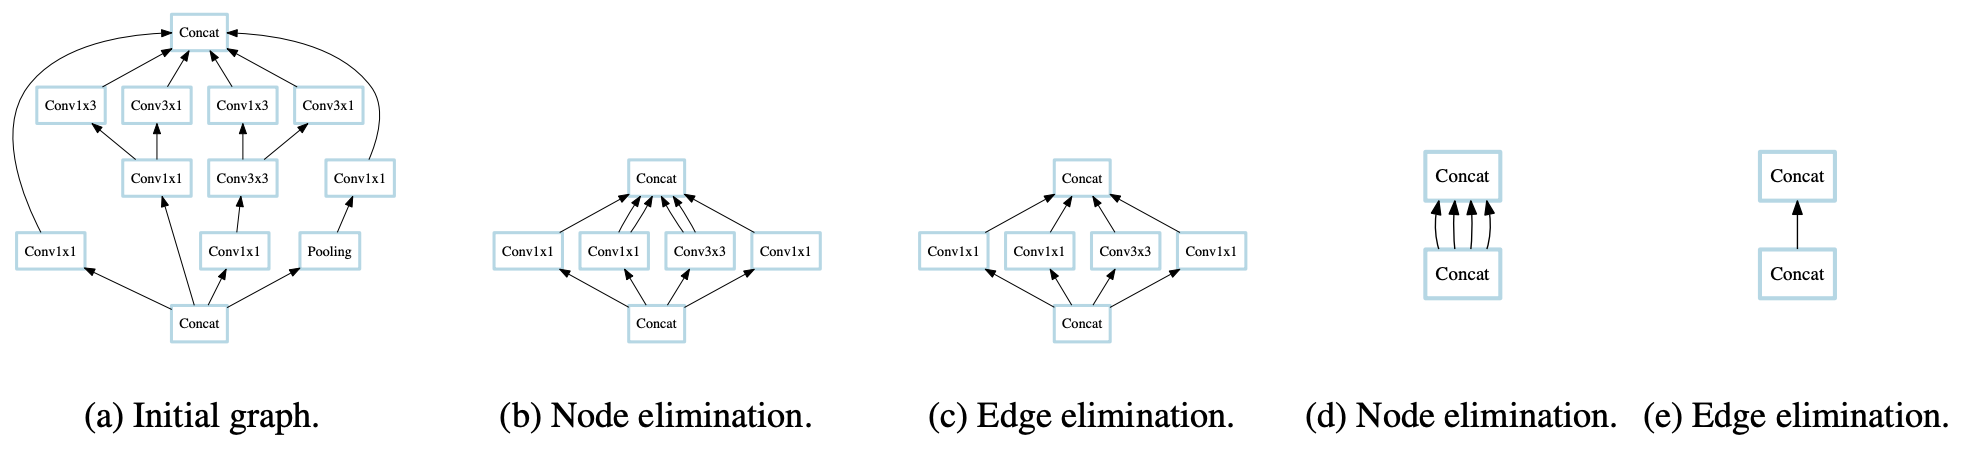 Concat
Conv1x3 Conv3x1 Conv1x3 Conv3x1
Conv1x1 Conv3x3 Conv1x1
Conv1x1 Conv1x1 Pooling
Concat
(a) Initial graph.
Concat
Conv1x1 Conv1x1 Conv3x3 Conv1x1
Concat
(b) Node elimination.
Concat
Conv1x1 Conv1x1 Conv3x3 Conv1x1
Concat
(c) Edge elimination.
Concat
Concat
(d) Node elimination.
Concat
Concat
(e) Edge elimination.